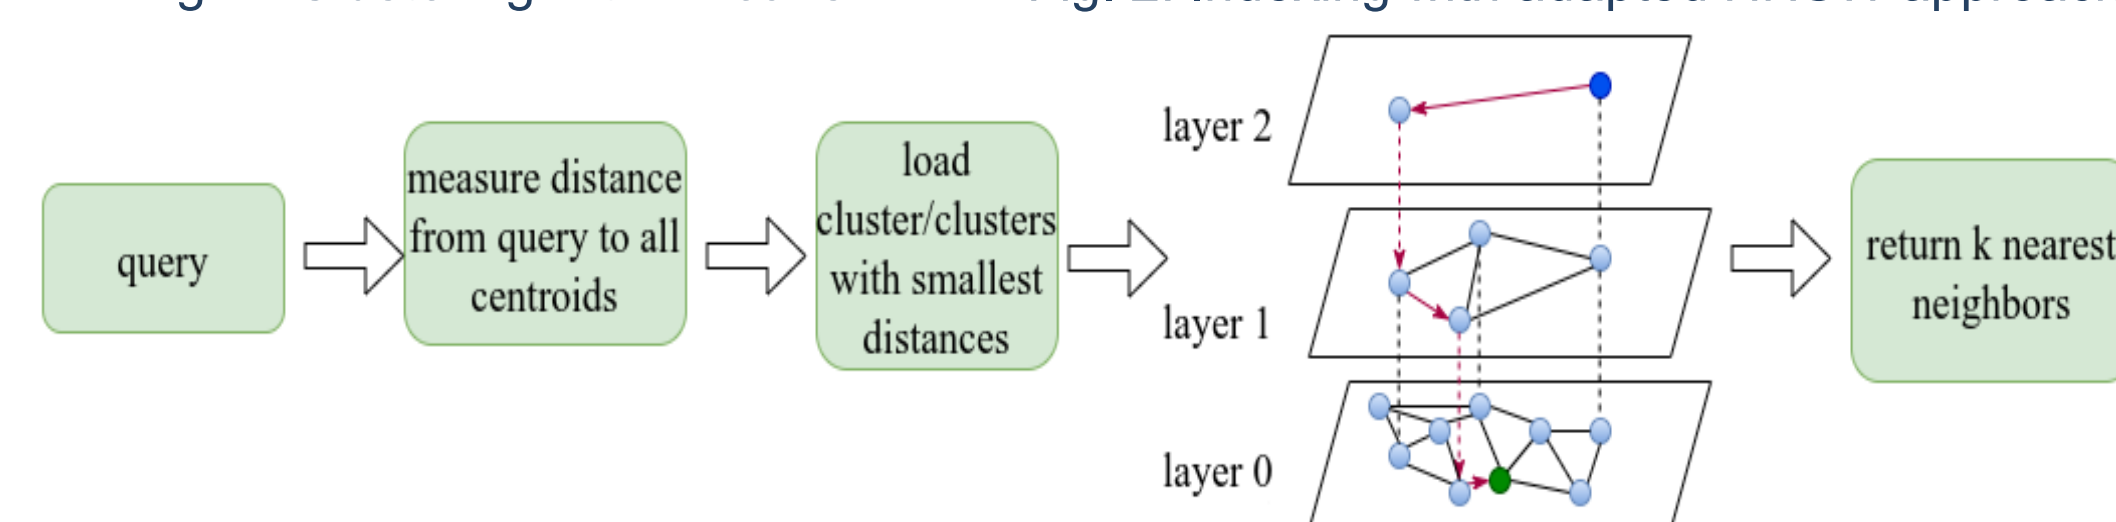 query
measure distance
from query to all
centroids
load
cluster/clusters
with smallest
distances
layer 2
layer 1
layer 0
return k nearest
neighbors